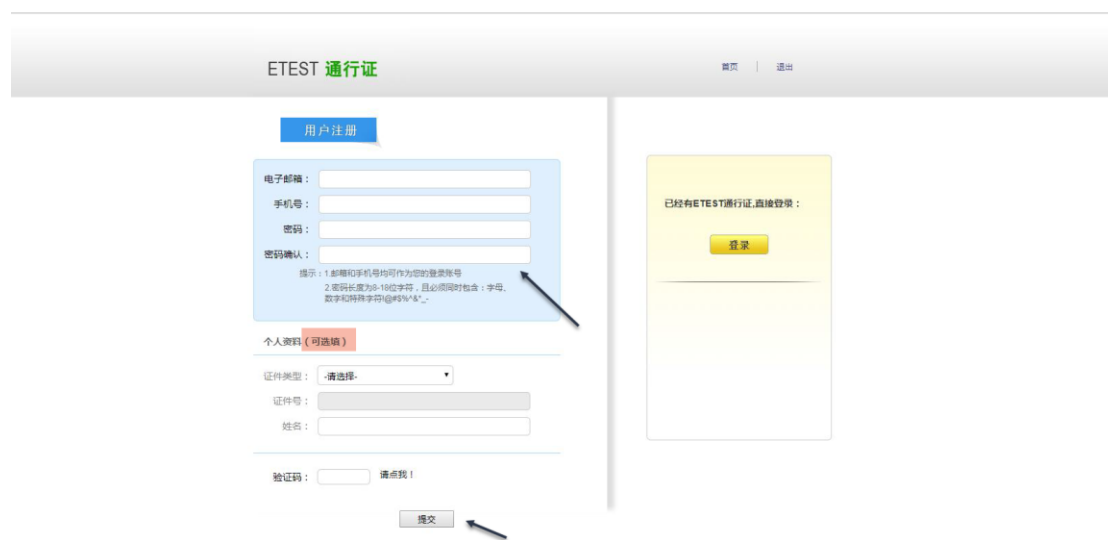 ETEST 通行证
首页 | 退出
用户注册
电子邮箱：
手机号：
密码：
密码确认：
提示：1.邮箱和手机号均可作为您的登录账号
2.密码长度为8-18位字符，且必须同时包含：字母、
数字和特殊字符!@#$%^&*_-
个人资料 ( 可选填 )
证件类型： -请选择-
证件号：
姓名：
验证码： 请点我！
提交
已经有ETEST通行证,直接登录：
登录